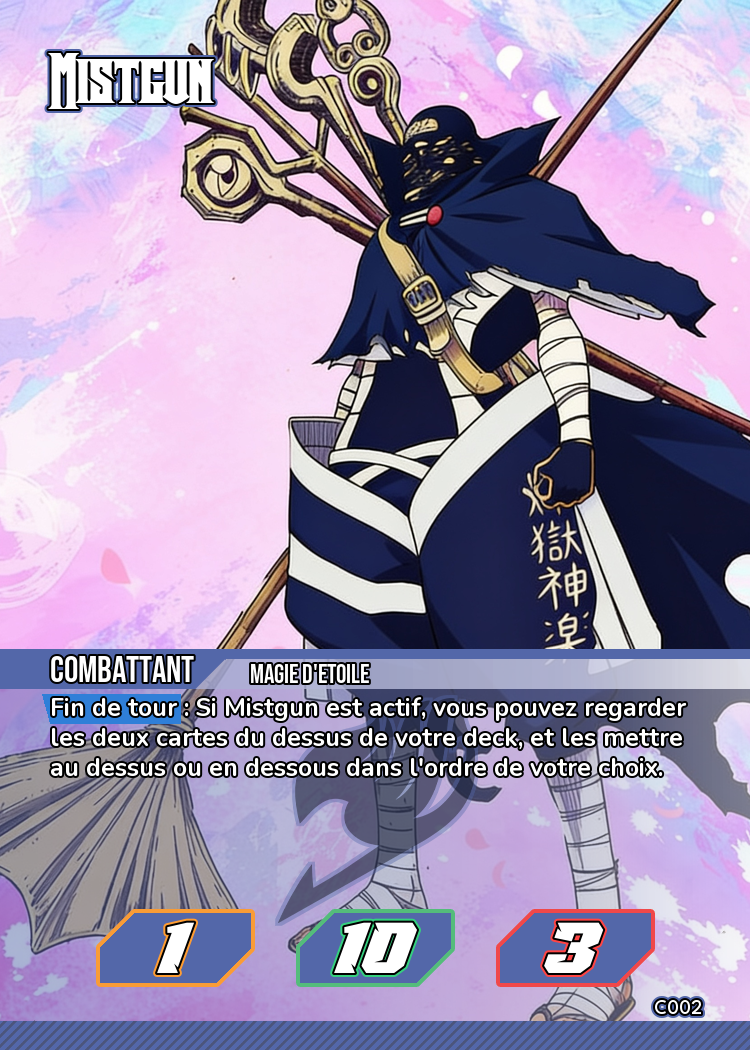 MISTGUN
獄
神
楽
COMBATTANT
MAGIE D'ETOILE
Fin de tour : Si Mistgun est actif, vous pouvez regarder
les deux cartes du dessus de votre deck, et les mettre
au dessus ou en dessous dans l'ordre de votre choix.
1
10
3
C002